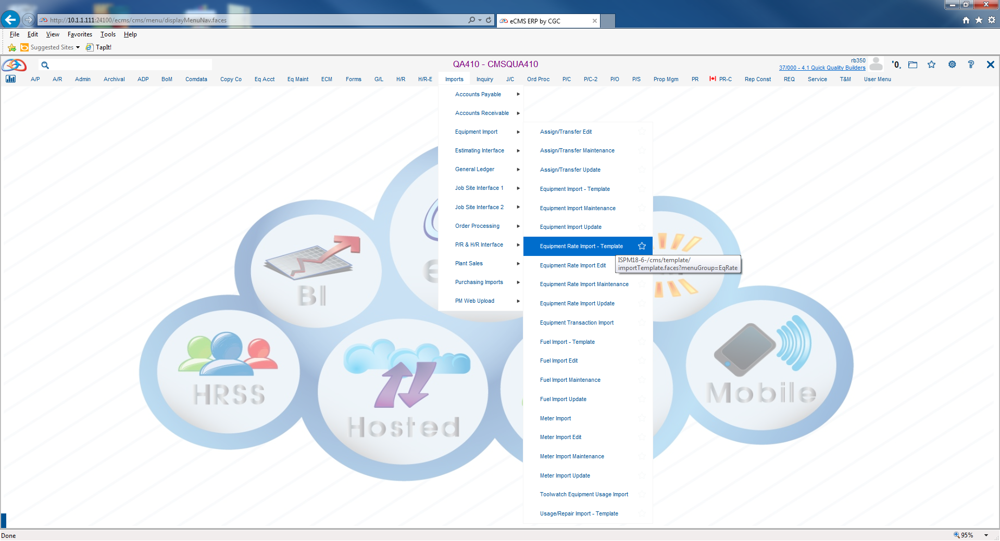 http://10.1.1.111:24100/ecms/cms/menu/displayMenuNav.faces
eCMS ERP by CGC
File Edit View Favorites Tools Help
Suggested Sites TapIt!
QA410 - CMSQUA410
rb350
37/000 - 4.1 Quick Quality Builders
A/P A/R Admin Archival ADP BoM Comdata Copy Co Eq Acct Eq Maint ECM Forms G/L H/R H/R-E Imports Inquiry J/C Ord Proc P/C P/C-2 P/O P/S Prop Mgm PR PR-C Rep Const REQ Service T&M User Menu
Accounts Payable
Accounts Receivable
Equipment Import
Estimating Interface
General Ledger
Job Site Interface 1
Job Site Interface 2
Order Processing
P/R & H/R Interface
Plant Sales
Purchasing Imports
PM Web Upload
Assign/Transfer Edit
Assign/Transfer Maintenance
Assign/Transfer Update
Equipment Import - Template
Equipment Import Maintenance
Equipment Import Update
Equipment Rate Import - Template
ISPM18-6-/cms/template/
importTemplate.faces?menuGroup=EqRate
Equipment Rate Import Edit
Equipment Rate Import Maintenance
Equipment Rate Import Update
Equipment Transaction Import
Fuel Import - Template
Fuel Import Edit
Fuel Import Maintenance
Fuel Import Update
Meter Import
Meter Import Edit
Meter Import Maintenance
Meter Import Update
Toolwatch Equipment Usage Import
Usage/Repair Import - Template
BI
HRSS
Hosted
Mobile
Done
95%